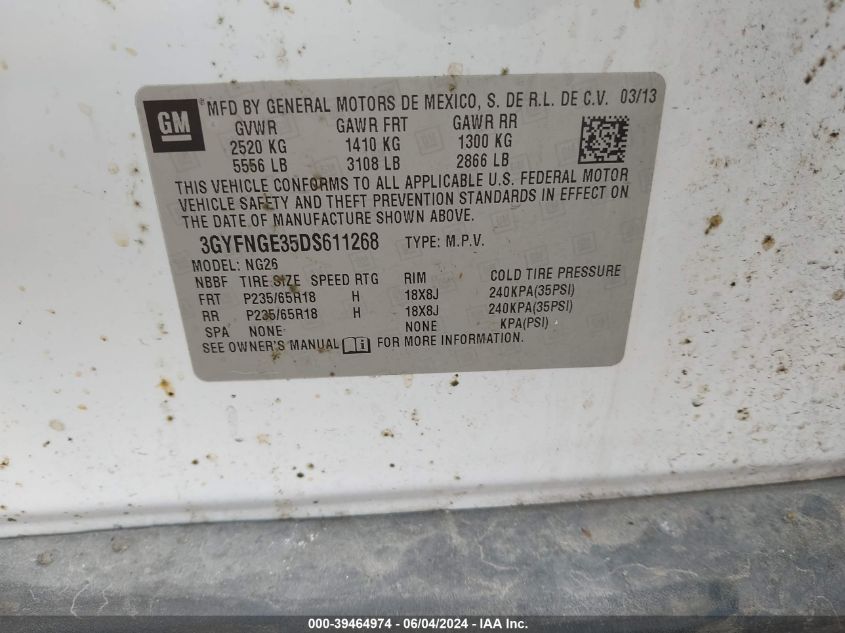 GM ® MFD BY GENERAL MOTORS DE MEXICO, S. DE R.L. DE C.V. 03/13
GVWR GAWR FRT GAWR RR
2520 KG 1410 KG 1300 KG
5556 LB 3108 LB 2866 LB
THIS VEHICLE CONFORMS TO ALL APPLICABLE U.S. FEDERAL MOTOR
VEHICLE SAFETY AND THEFT PREVENTION STANDARDS IN EFFECT ON
THE DATE OF MANUFACTURE SHOWN ABOVE.
3GYFNGE35DS611268 TYPE: M.P.V.
MODEL: NG26
NBBF TIRE SIZE SPEED RTG RIM COLD TIRE PRESSURE
FRT P235/65R18 H 18X8J 240KPA(35PSI)
RR P235/65R18 H 18X8J 240KPA(35PSI)
SPA NONE NONE KPA(PSI)
SEE OWNER'S MANUAL FOR MORE INFORMATION.
000-39464974 - 06/04/2024 - IAA Inc.